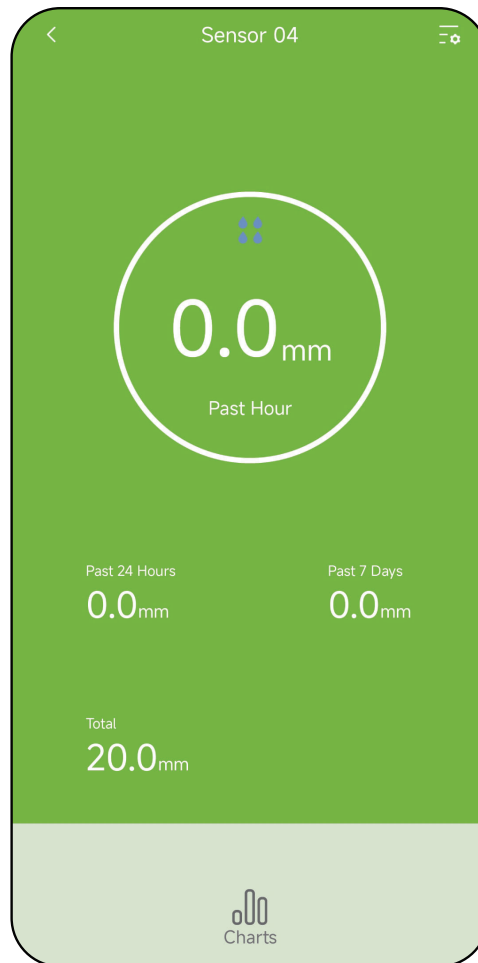 Sensor 04
0.0mm
Past Hour
Past 24 Hours
0.0mm
Past 7 Days
0.0mm
Total
20.0mm
Charts